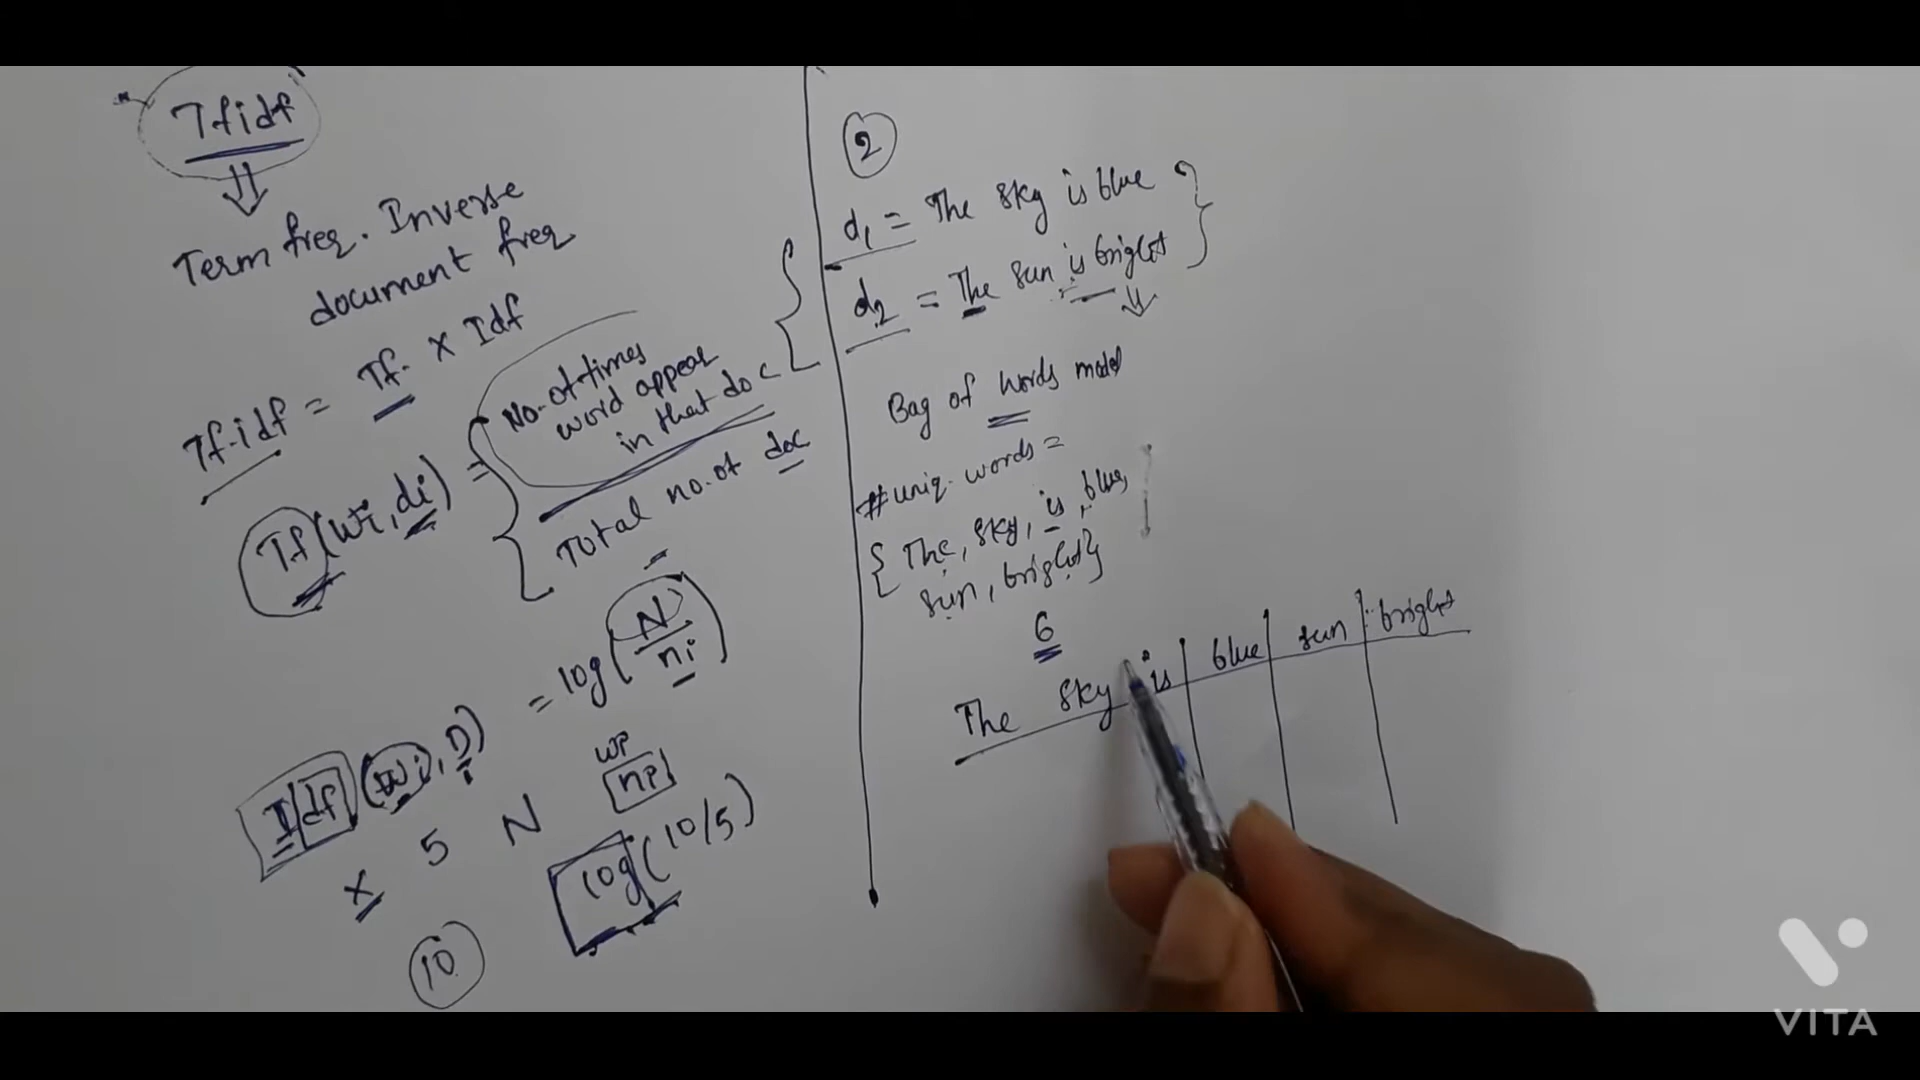 Tfidf
Term freq. Inverse
document freq
Tf-idf = Tf. x Idf
Tf(wi, di) = No. of times
word appear
in that doc
Total no. of doc
Idf(wi, D) = log(N/ni)
x 5 N
log(10/5)
10
2
d1 = The sky is blue
d2 = The sun is bright
Bag of words model
#uniq. words =
{ The, sky, is, blue,
sun, bright}
6
The sky is blue sun bright
VITA